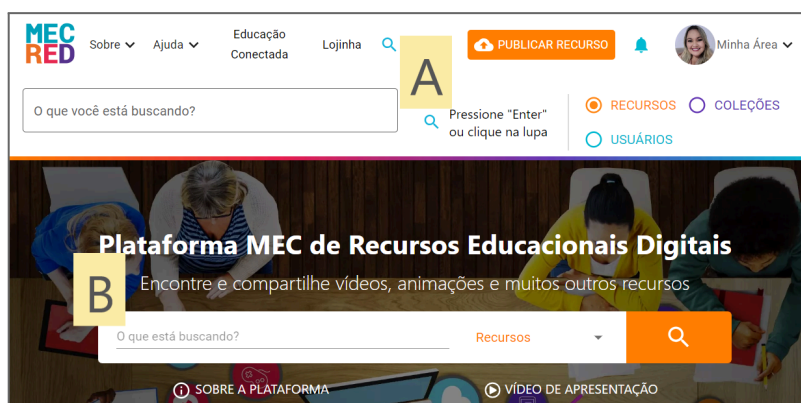 MEC
RED
Sobre Ajuda Educação
Conectada Lojinha PUBLICAR RECURSO Minha Área
A
O que você está buscando?
Pressione "Enter"
ou clique na lupa
RECURSOS COLEÇÕES
USUÁRIOS
Plataforma MEC de Recursos Educacionais Digitais
B
Encontre e compartilhe vídeos, animações e muitos outros recursos
O que está buscando? Recursos
SOBRE A PLATAFORMA VÍDEO DE APRESENTAÇÃO